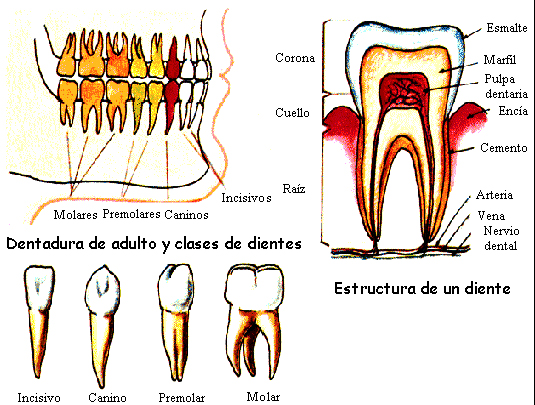 Molares
Premolares
Caninos
Incisivos
Dentadura de adulto y clases de dientes
Incisivo
Canino
Premolar
Molar
Corona
Cuello
Raíz
Esmalte
Marfil
Pulpa
dentaria
Encía
Cemento
Arteria
Vena
Nervio
dental
Estructura de un diente